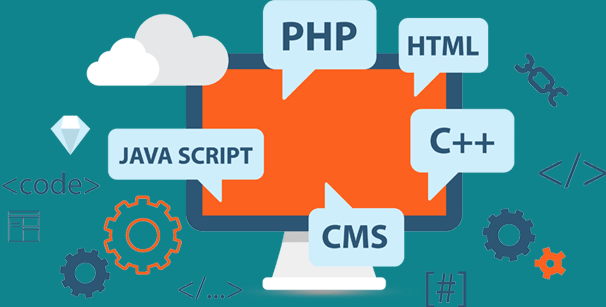 PHP
HTML
C++
JAVA SCRIPT
<code>
</>
CMS
</...>
[#]